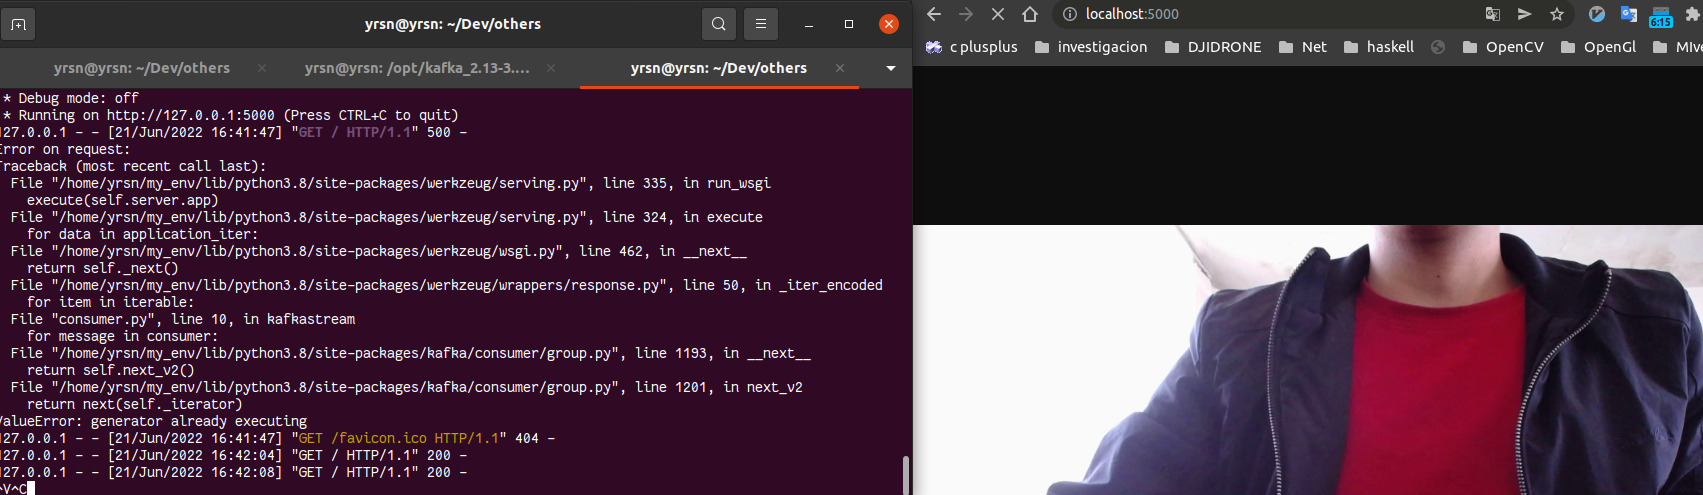 yrsn@yrsn: ~/Dev/others
yrsn@yrsn: ~/Dev/others × yrsn@yrsn: /opt/kafka_2.13-3.... × yrsn@yrsn: ~/Dev/others ×
* Debug mode: off
* Running on http://127.0.0.1:5000 (Press CTRL+C to quit)
127.0.0.1 - - [21/Jun/2022 16:41:47] "GET / HTTP/1.1" 500 -
Error on request:
Traceback (most recent call last):
File "/home/yrsn/my_env/lib/python3.8/site-packages/werkzeug/serving.py", line 335, in run_wsgi
execute(self.server.app)
File "/home/yrsn/my_env/lib/python3.8/site-packages/werkzeug/serving.py", line 324, in execute
for data in application_iter:
File "/home/yrsn/my_env/lib/python3.8/site-packages/werkzeug/wsgi.py", line 462, in __next__
return self._next()
File "/home/yrsn/my_env/lib/python3.8/site-packages/werkzeug/wrappers/response.py", line 50, in _iter_encoded
for item in iterable:
File "consumer.py", line 10, in kafkastream
for message in consumer:
File "/home/yrsn/my_env/lib/python3.8/site-packages/kafka/consumer/group.py", line 1193, in __next__
return self.next_v2()
File "/home/yrsn/my_env/lib/python3.8/site-packages/kafka/consumer/group.py", line 1201, in next_v2
return next(self._iterator)
ValueError: generator already executing
127.0.0.1 - - [21/Jun/2022 16:41:47] "GET /favicon.ico HTTP/1.1" 404 -
127.0.0.1 - - [21/Jun/2022 16:42:04] "GET / HTTP/1.1" 200 -
127.0.0.1 - - [21/Jun/2022 16:42:08] "GET / HTTP/1.1" 200 -
^V^C
localhost:5000
6:15
c plusplus investigacion DJIDRONE Net haskell OpenCV OpenGl MIve